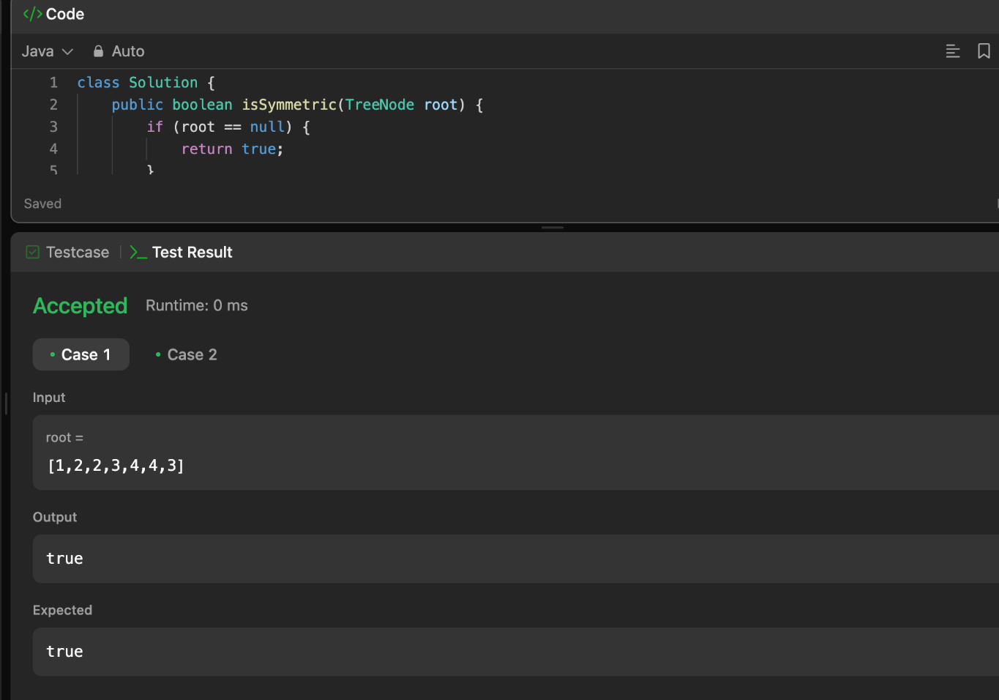 </> Code
Java Auto
1 class Solution {
2 public boolean isSymmetric(TreeNode root) {
3 if (root == null) {
4 return true;
5 }
Saved
Testcase | >_ Test Result
Accepted Runtime: 0 ms
• Case 1 • Case 2
Input
root =
[1,2,2,3,4,4,3]
Output
true
Expected
true